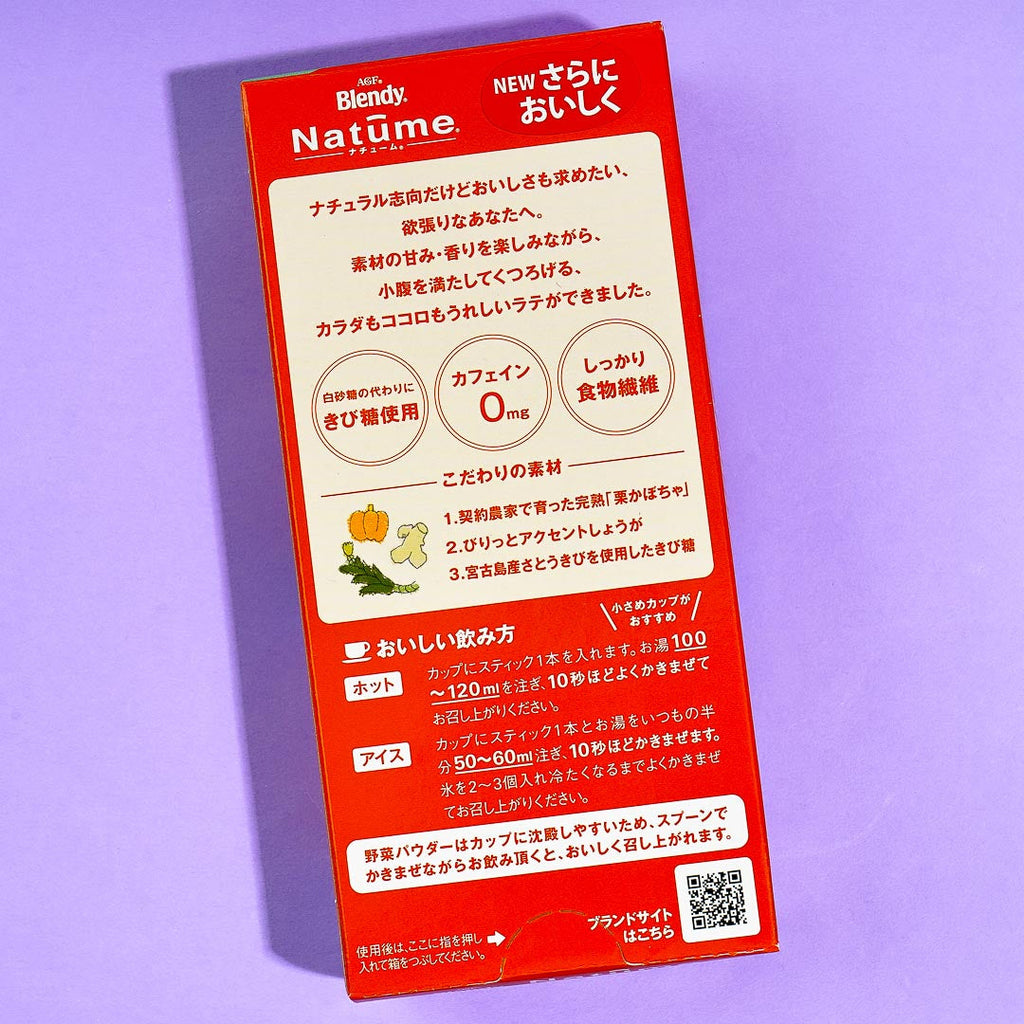 AGF®
Blendy®
Natūme®
ナチューム®
NEW さらに
おいしく
ナチュラル志向だけどおいしさも求めたい、
欲張りなあなたへ。
素材の甘み・香りを楽しみながら、
小腹を満たしてくつろげる、
カラダもココロもうれしいラテができました。
白砂糖の代わりに
きび糖使用
カフェイン
0mg
しっかり
食物繊維
こだわりの素材
1.契約農家で育った完熟「栗かぼちゃ」
2.ぴりっとアクセントしょうが
3.宮古島産さとうきびを使用したきび糖
小さめカップが
おすすめ
おいしい飲み方
ホット
カップにスティック1本を入れます。お湯100
～120mlを注ぎ、10秒ほどよくかきまぜて
お召し上がりください。
アイス
カップにスティック1本とお湯をいつもの半
分50～60ml注ぎ、10秒ほどかきまぜます。
氷を2～3個入れ冷たくなるまでよくかきまぜ
てお召し上がりください。
野菜パウダーはカップに沈殿しやすいため、スプーンで
かきまぜながらお飲み頂くと、おいしく召し上がれます。
ブランドサイト
はこちら
使用後は、ここに指を押し
入れて箱をつぶしてください。